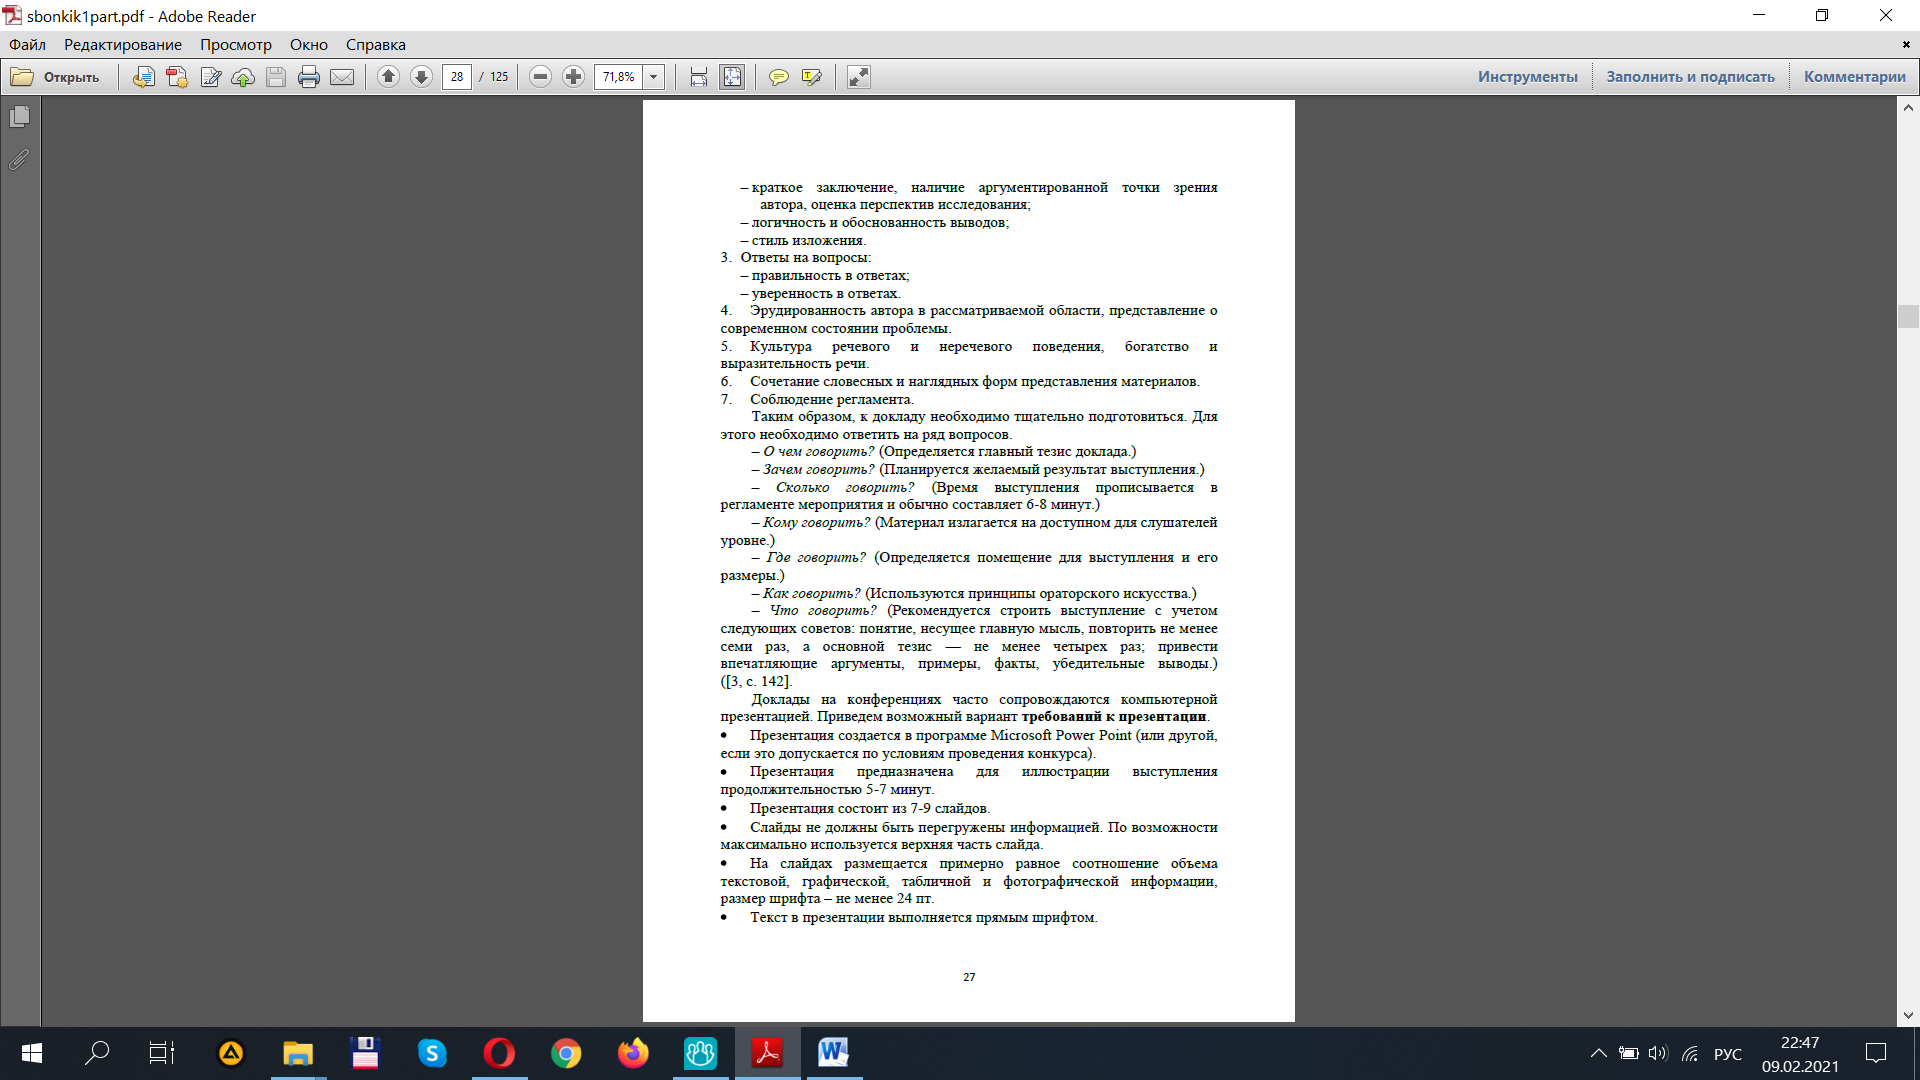 sbonkik1part.pdf - Adobe Reader
Файл Редактирование Просмотр Окно Справка
Открыть 28 / 125 71,8% Инструменты Заполнить и подписать Комментарии
– краткое заключение, наличие аргументированной точки зрения
автора, оценка перспектив исследования;
– логичность и обоснованность выводов;
– стиль изложения.
3. Ответы на вопросы:
– правильность в ответах;
– уверенность в ответах.
4. Эрудированность автора в рассматриваемой области, представление о
современном состоянии проблемы.
5. Культура речевого и неречевого поведения, богатство и
выразительность речи.
6. Сочетание словесных и наглядных форм представления материалов.
7. Соблюдение регламента.
Таким образом, к докладу необходимо тщательно подготовиться. Для
этого необходимо ответить на ряд вопросов.
– О чем говорить? (Определяется главный тезис доклада.)
– Зачем говорить? (Планируется желаемый результат выступления.)
– Сколько говорить? (Время выступления прописывается в
регламенте мероприятия и обычно составляет 6-8 минут.)
– Кому говорить? (Материал излагается на доступном для слушателей
уровне.)
– Где говорить? (Определяется помещение для выступления и его
размеры.)
– Как говорить? (Используются принципы ораторского искусства.)
– Что говорить? (Рекомендуется строить выступление с учетом
следующих советов: понятие, несущее главную мысль, повторить не менее
семи раз, а основной тезис — не менее четырех раз; привести
впечатляющие аргументы, примеры, факты, убедительные выводы.)
([3, с. 142].
Доклады на конференциях часто сопровождаются компьютерной
презентацией. Приведем возможный вариант требований к презентации.
• Презентация создается в программе Microsoft Power Point (или другой,
если это допускается по условиям проведения конкурса).
• Презентация предназначена для иллюстрации выступления
продолжительностью 5-7 минут.
• Презентация состоит из 7-9 слайдов.
• Слайды не должны быть перегружены информацией. По возможности
максимально используется верхняя часть слайда.
• На слайдах размещается примерно равное соотношение объема
текстовой, графической, табличной и фотографической информации,
размер шрифта – не менее 24 пт.
• Текст в презентации выполняется прямым шрифтом.
27
РУС
22:47
09.02.2021